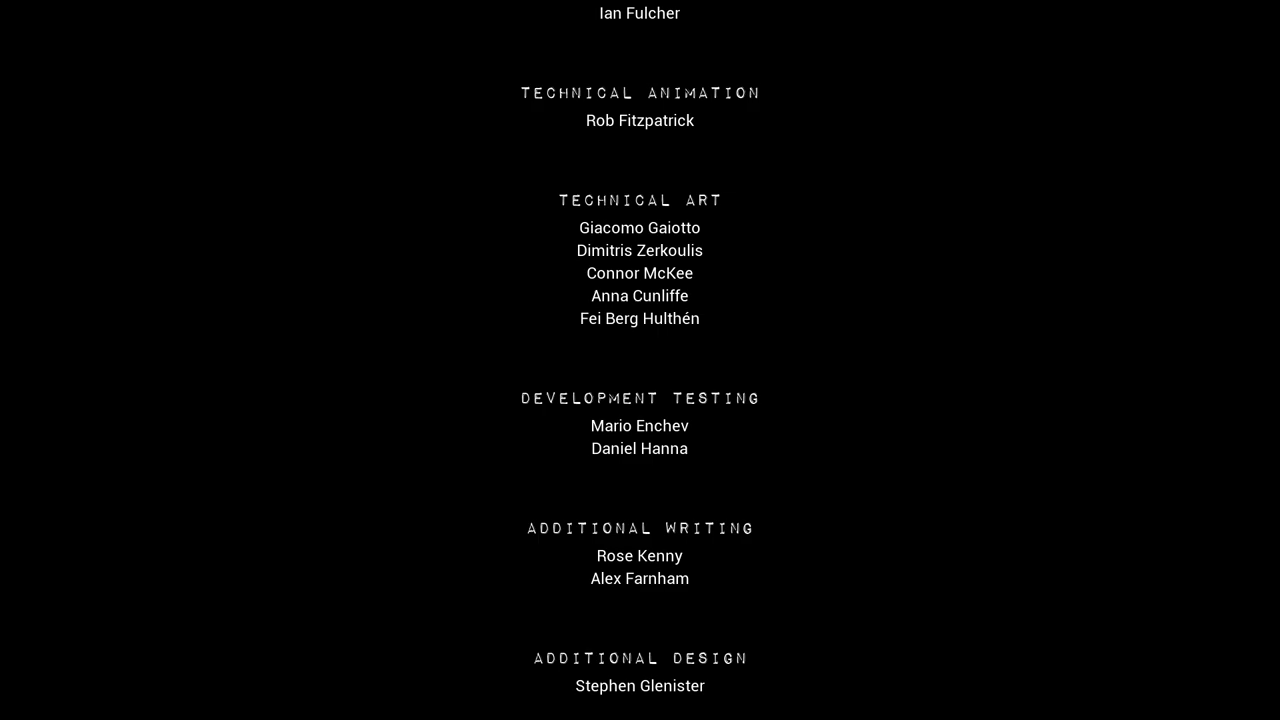 Ian Fulcher
TECHNICAL ANIMATION
Rob Fitzpatrick
TECHNICAL ART
Giacomo Gaiotto
Dimitris Zerkoulis
Connor McKee
Anna Cunliffe
Fei Berg Hulthén
DEVELOPMENT TESTING
Mario Enchev
Daniel Hanna
ADDITIONAL WRITING
Rose Kenny
Alex Farnham
ADDITIONAL DESIGN
Stephen Glenister